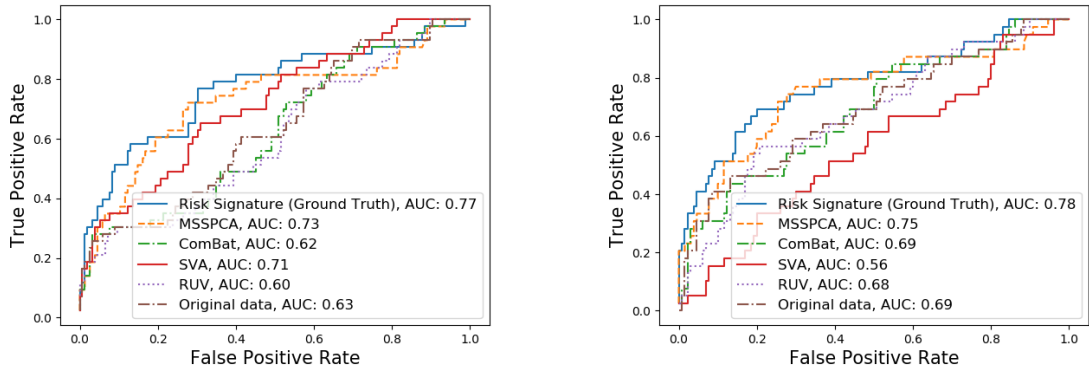 1.0
0.8
0.6
0.4
0.2
0.0
True Positive Rate
Risk Signature (Ground Truth), AUC: 0.77
MSSPCA, AUC: 0.73
ComBat, AUC: 0.62
SVA, AUC: 0.71
RUV, AUC: 0.60
Original data, AUC: 0.63
0.0 0.2 0.4 0.6 0.8 1.0
False Positive Rate
1.0
0.8
0.6
0.4
0.2
0.0
True Positive Rate
Risk Signature (Ground Truth), AUC: 0.78
MSSPCA, AUC: 0.75
ComBat, AUC: 0.69
SVA, AUC: 0.56
RUV, AUC: 0.68
Original data, AUC: 0.69
0.0 0.2 0.4 0.6 0.8 1.0
False Positive Rate